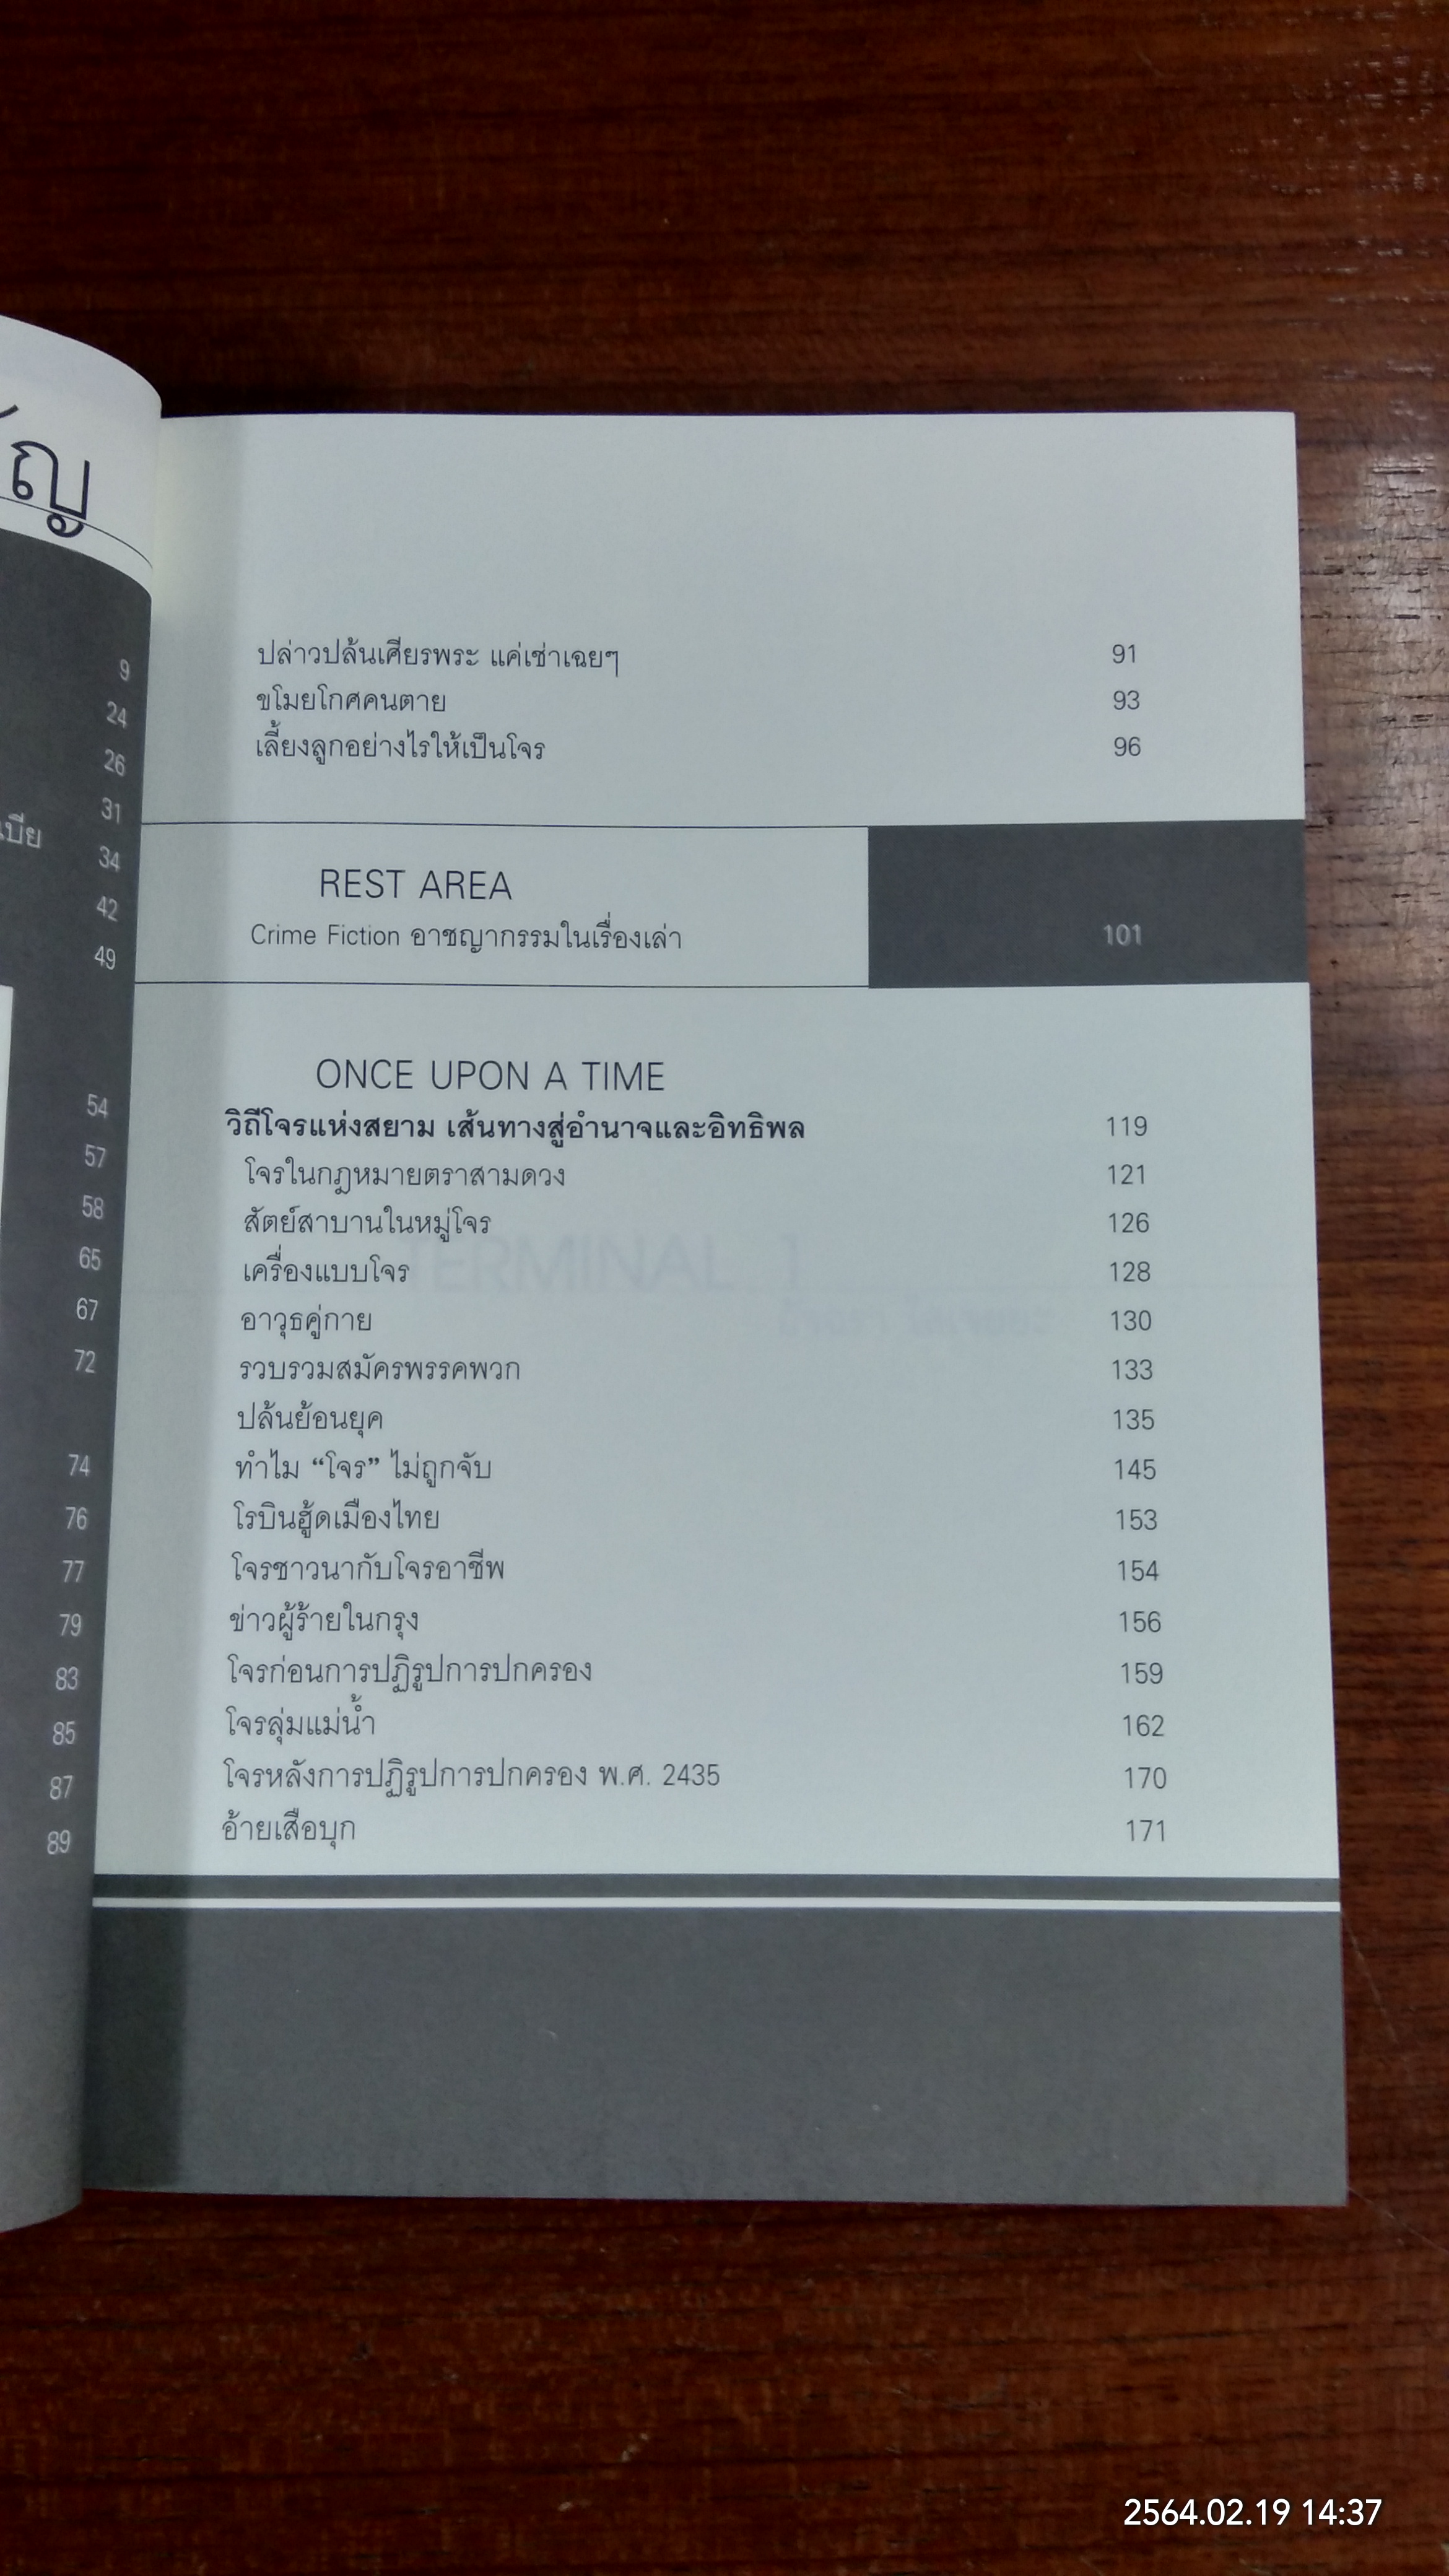 ัญ
9
24
26
31
เบีย 34
42
49
54
57
58
65
67
72
74
76
77
79
83
85
87
89
ปล่าวปล้นเศียรพระ แค่เช่าเฉยๆ 91
ขโมยโกศคนตาย 93
เลี้ยงลูกอย่างไรให้เป็นโจร 96
REST AREA
Crime Fiction อาชญากรรมในเรื่องเล่า 101
ONCE UPON A TIME
วิถีโจรแห่งสยาม เส้นทางสู่อำนาจและอิทธิพล 119
โจรในกฎหมายตราสามดวง 121
สัตย์สาบานในหมู่โจร 126
เครื่องแบบโจร 128
อาวุธคู่กาย 130
รวบรวมสมัครพรรคพวก 133
ปล้นย้อนยุค 135
ทำไม “โจร” ไม่ถูกจับ 145
โรบินฮู้ดเมืองไทย 153
โจรชาวนากับโจรอาชีพ 154
ข่าวผู้ร้ายในกรุง 156
โจรก่อนการปฏิรูปการปกครอง 159
โจรลุ่มแม่น้ำ 162
โจรหลังการปฏิรูปการปกครอง พ.ศ. 2435 170
อ้ายเสือบุก 171
2564.02.19 14:37